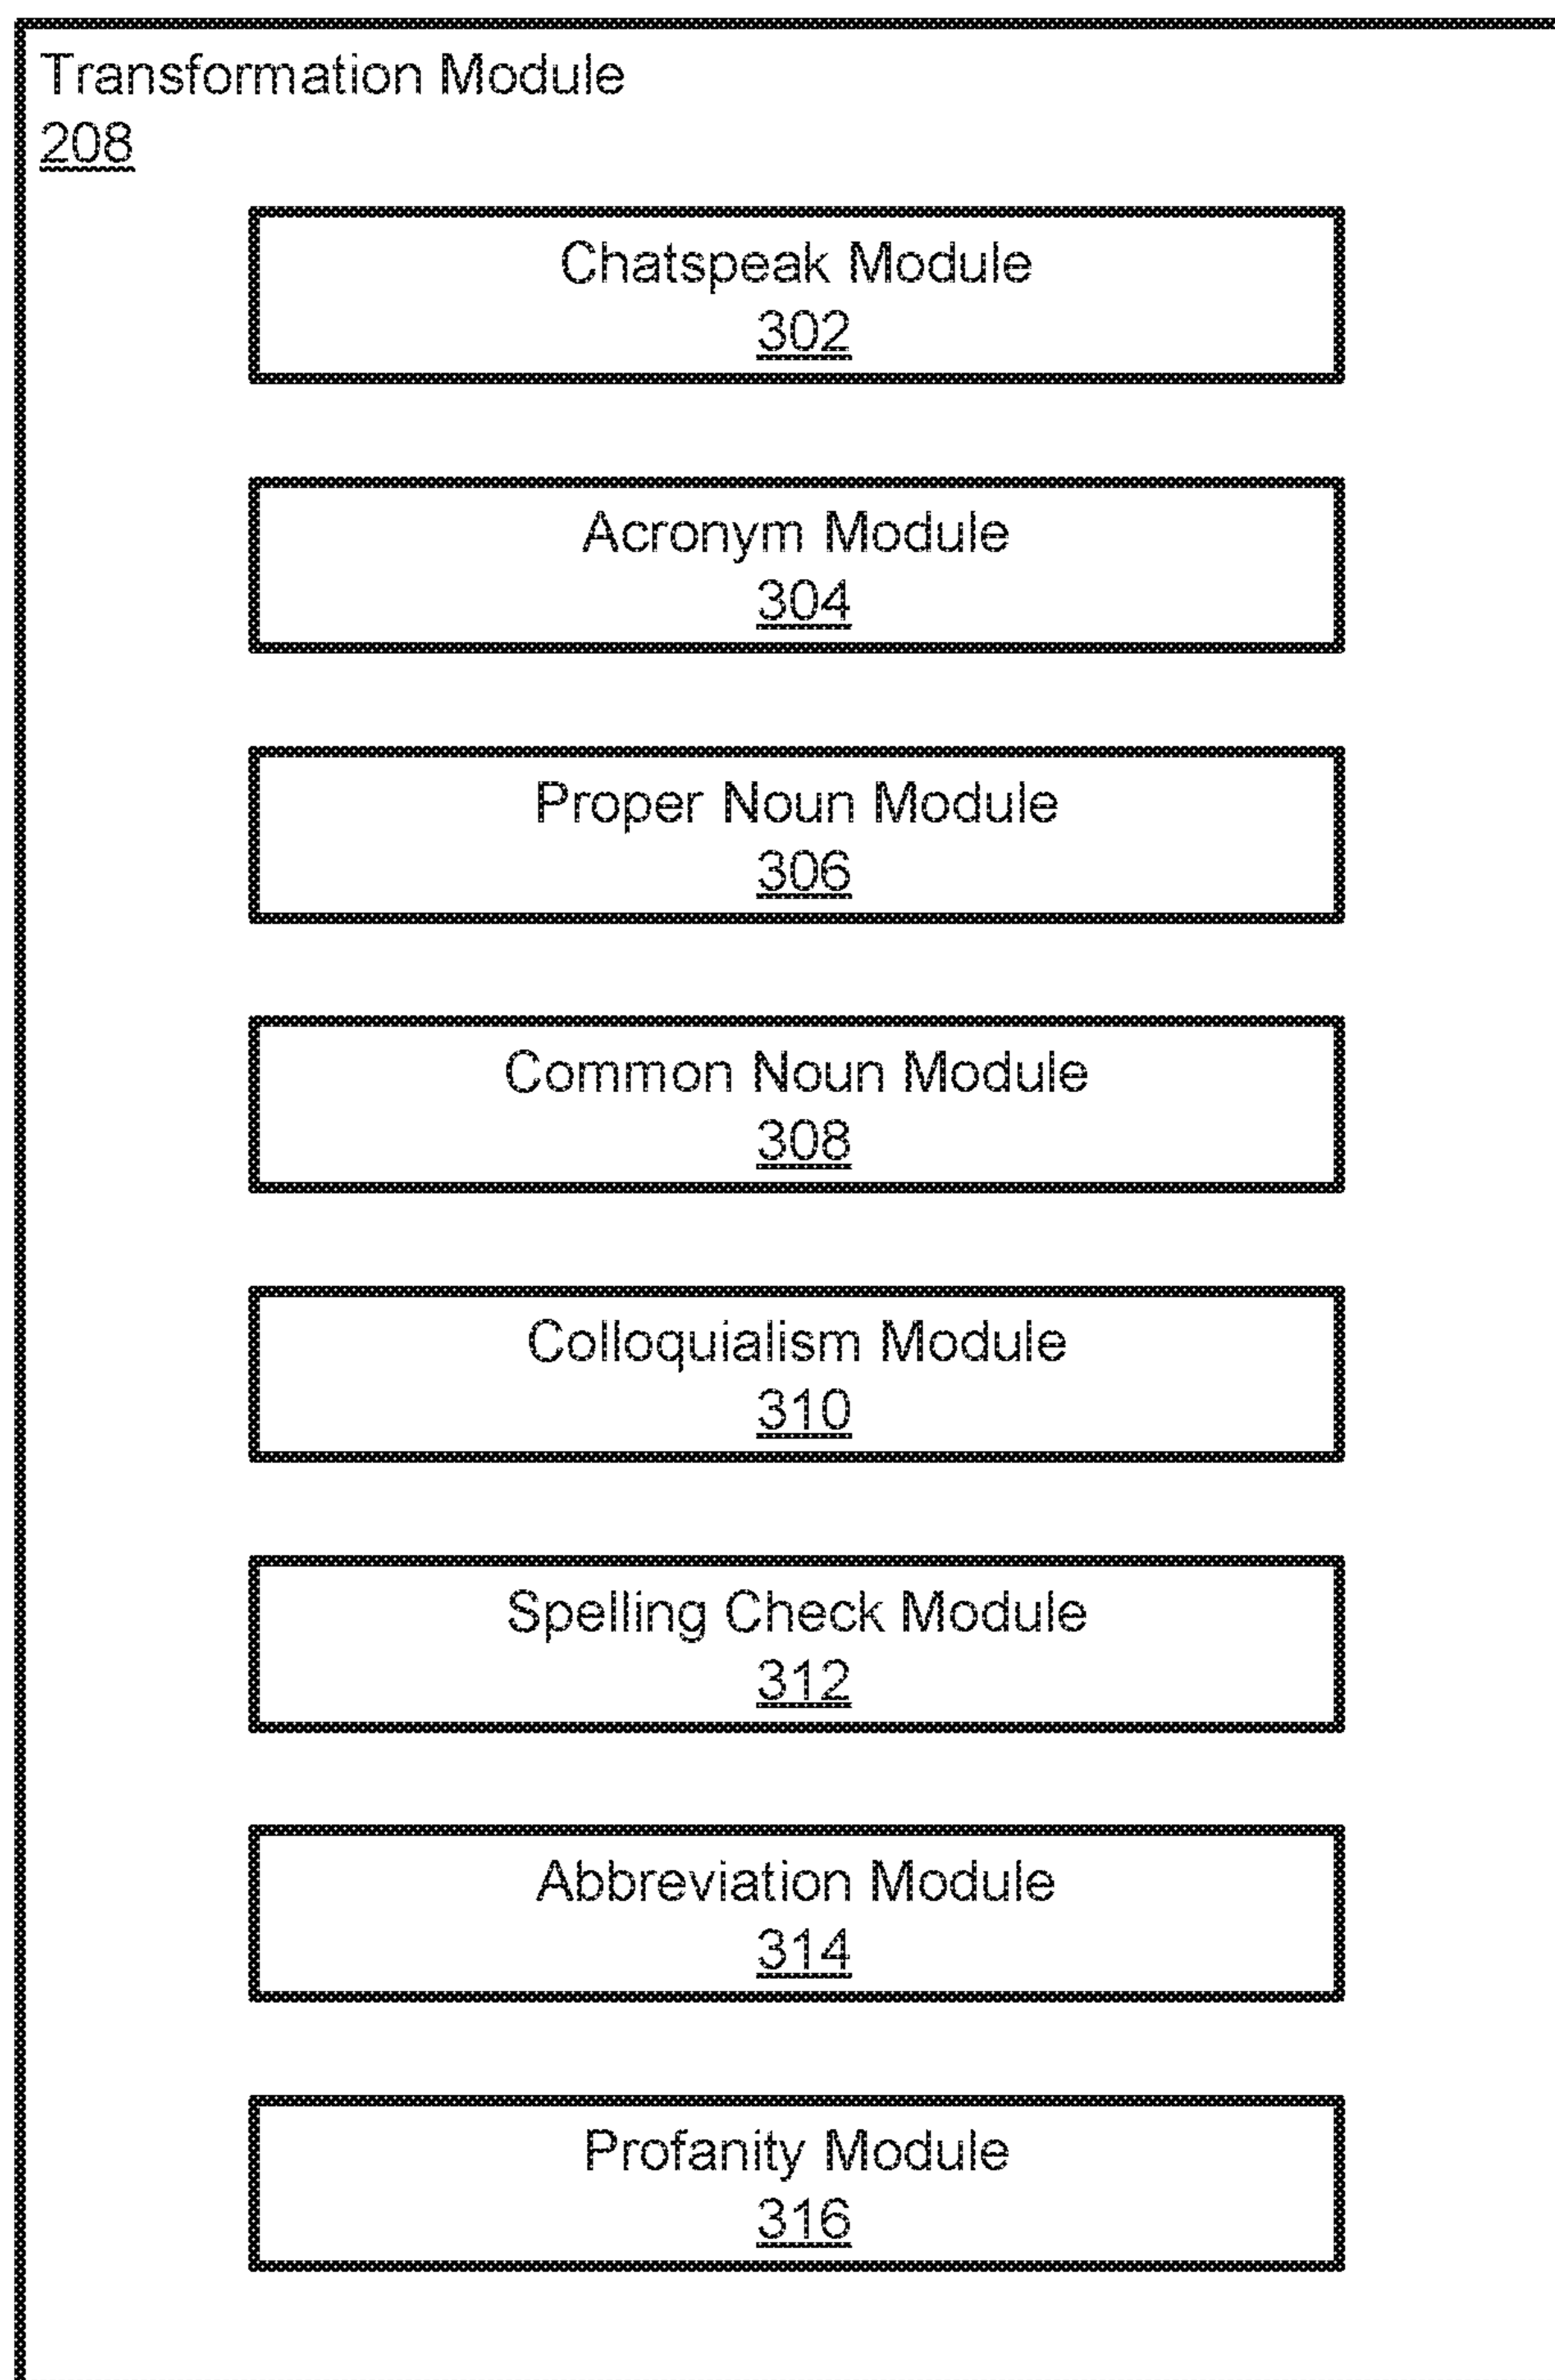 Transformation Module
208
Chatspeak Module
302
Acronym Module
304
Proper Noun Module
306
Common Noun Module
308
Colloquialism Module
310
Spelling Check Module
312
Abbreviation Module
314
Profanity Module
316